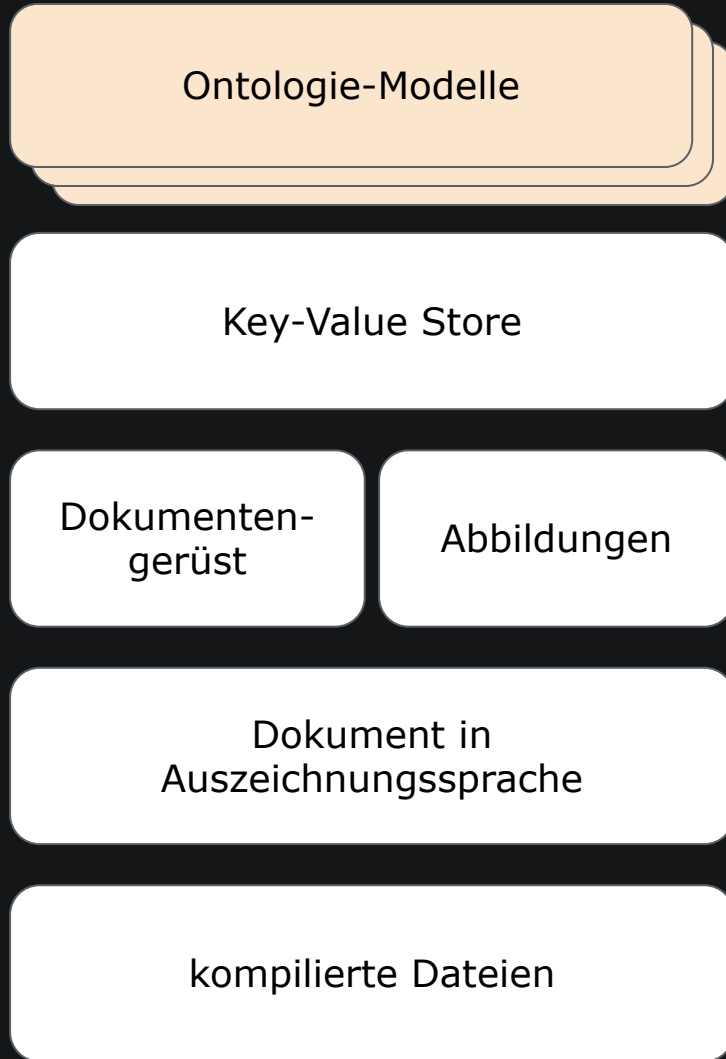 Ontologie-Modelle
Key-Value Store
Dokumenten-
gerüst
Abbildungen
Dokument in
Auszeichnungssprache
kompilierte Dateien